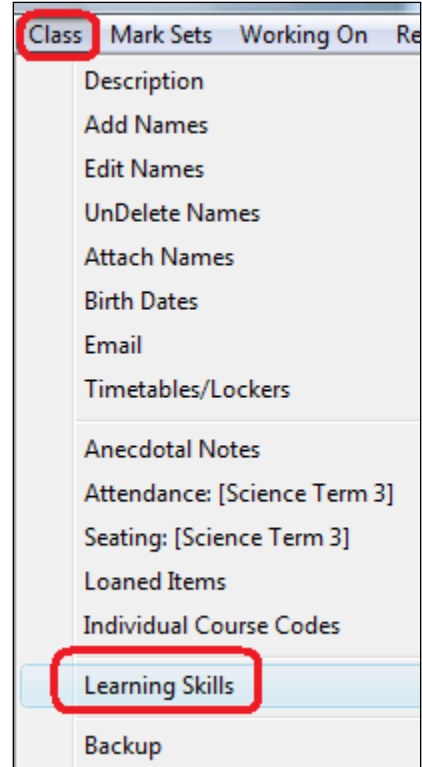 Class Mark Sets Working On Re
Description
Add Names
Edit Names
UnDelete Names
Attach Names
Birth Dates
Email
Timetables/Lockers
Anecdotal Notes
Attendance: [Science Term 3]
Seating: [Science Term 3]
Loaned Items
Individual Course Codes
Learning Skills
Backup